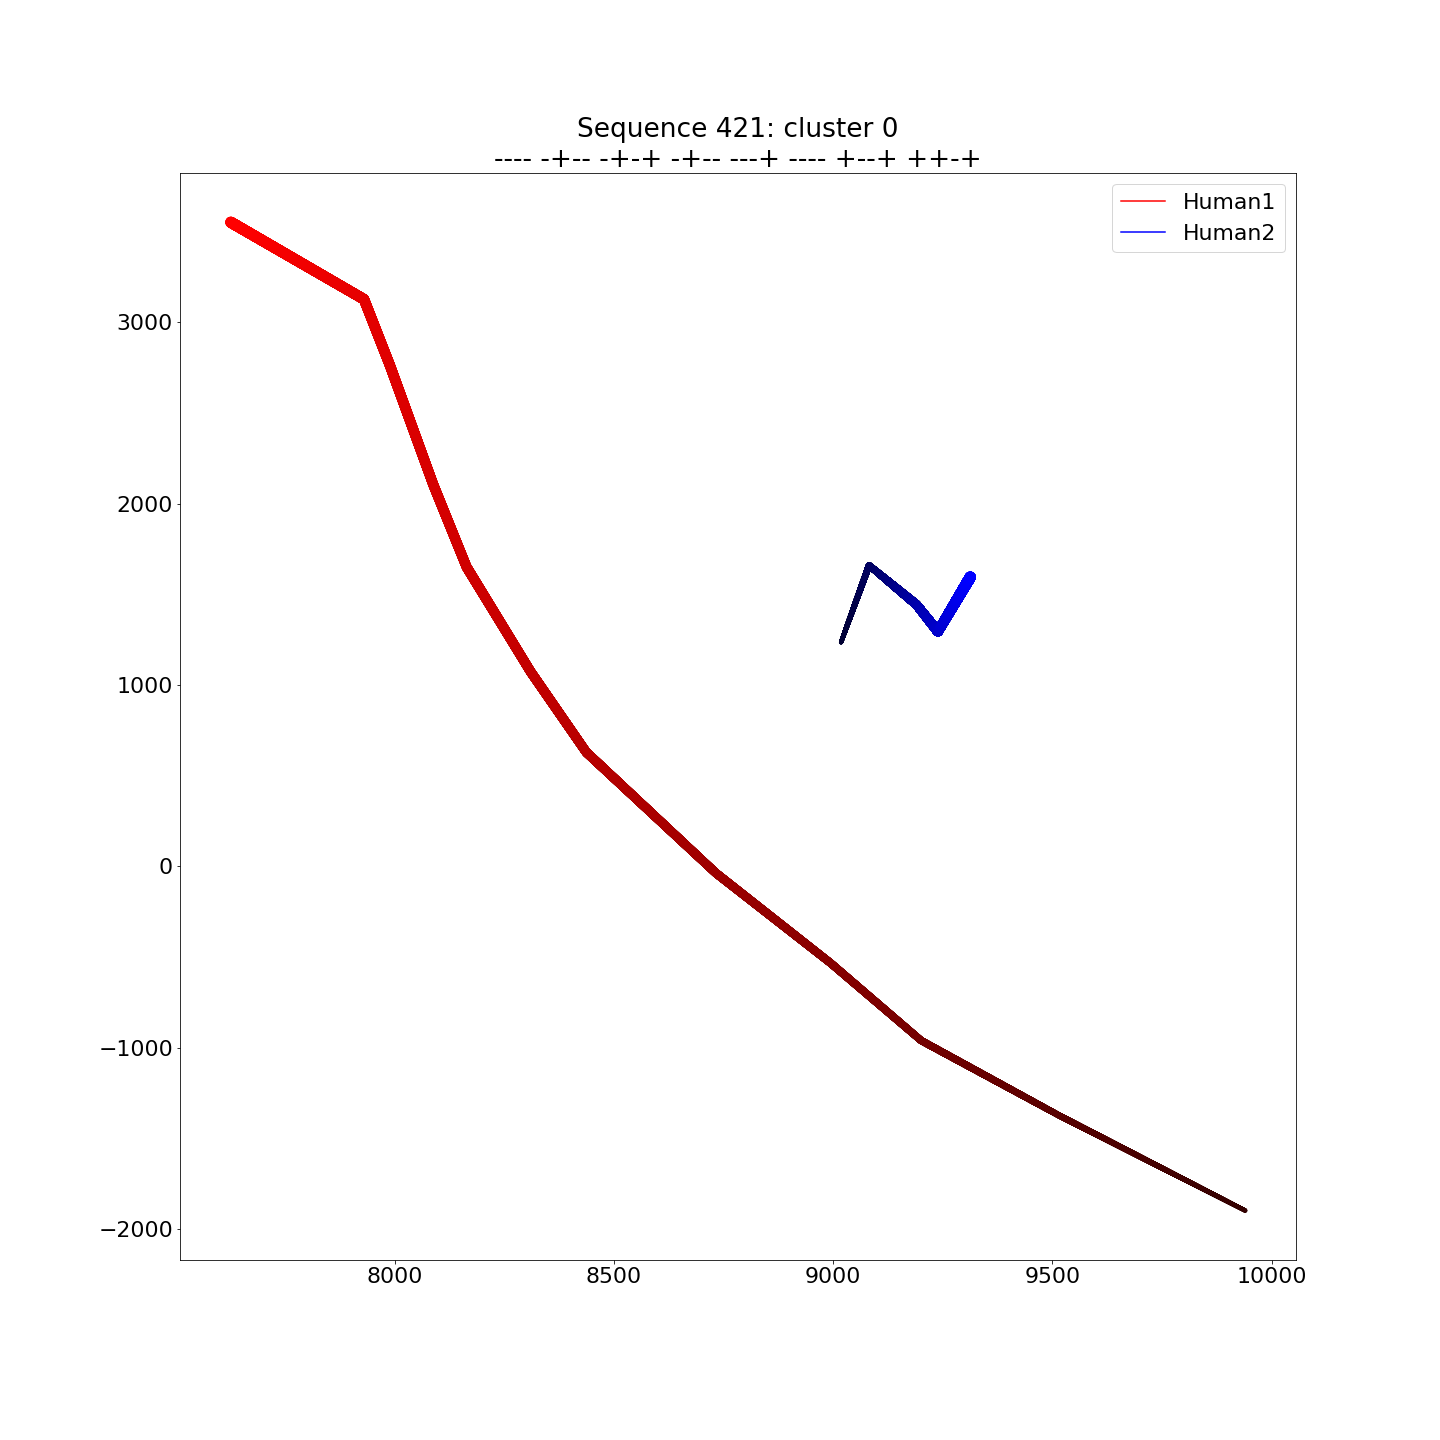 Sequence 421: cluster 0
---- -+-- -+-+ -+-- ---+ ---- +--+ ++-+
Human1
Human2
3000
2000
1000
0
−1000
−2000
8000 8500 9000 9500 10000